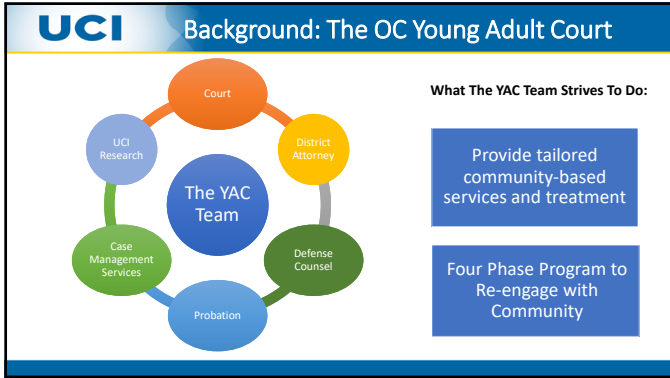 UCI
Background: The OC Young Adult Court
Court
District
Attorney
Defense
Counsel
Probation
Case
Management
Services
UCI
Research
The YAC
Team
What The YAC Team Strives To Do:
Provide tailored
community-based
services and treatment
Four Phase Program to
Re-engage with
Community